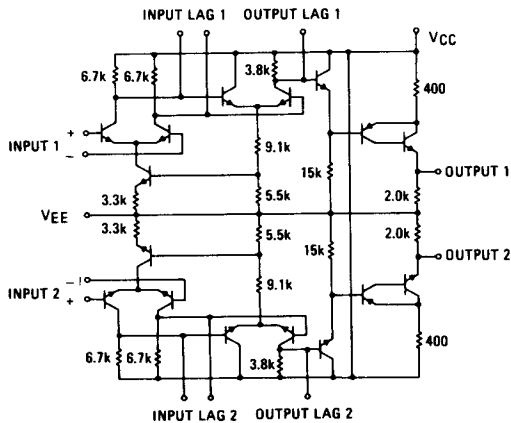 INPUT LAG 1 OUTPUT LAG 1
VCC
6.7k 6.7k 3.8k 400
+
INPUT 1
−
9.1k
15k
OUTPUT 1
3.3k 5.5k 2.0k
VEE
3.3k 5.5k 2.0k
15k
OUTPUT 2
−
INPUT 2
+
9.1k
6.7k 6.7k 3.8k 400
INPUT LAG 2 OUTPUT LAG 2